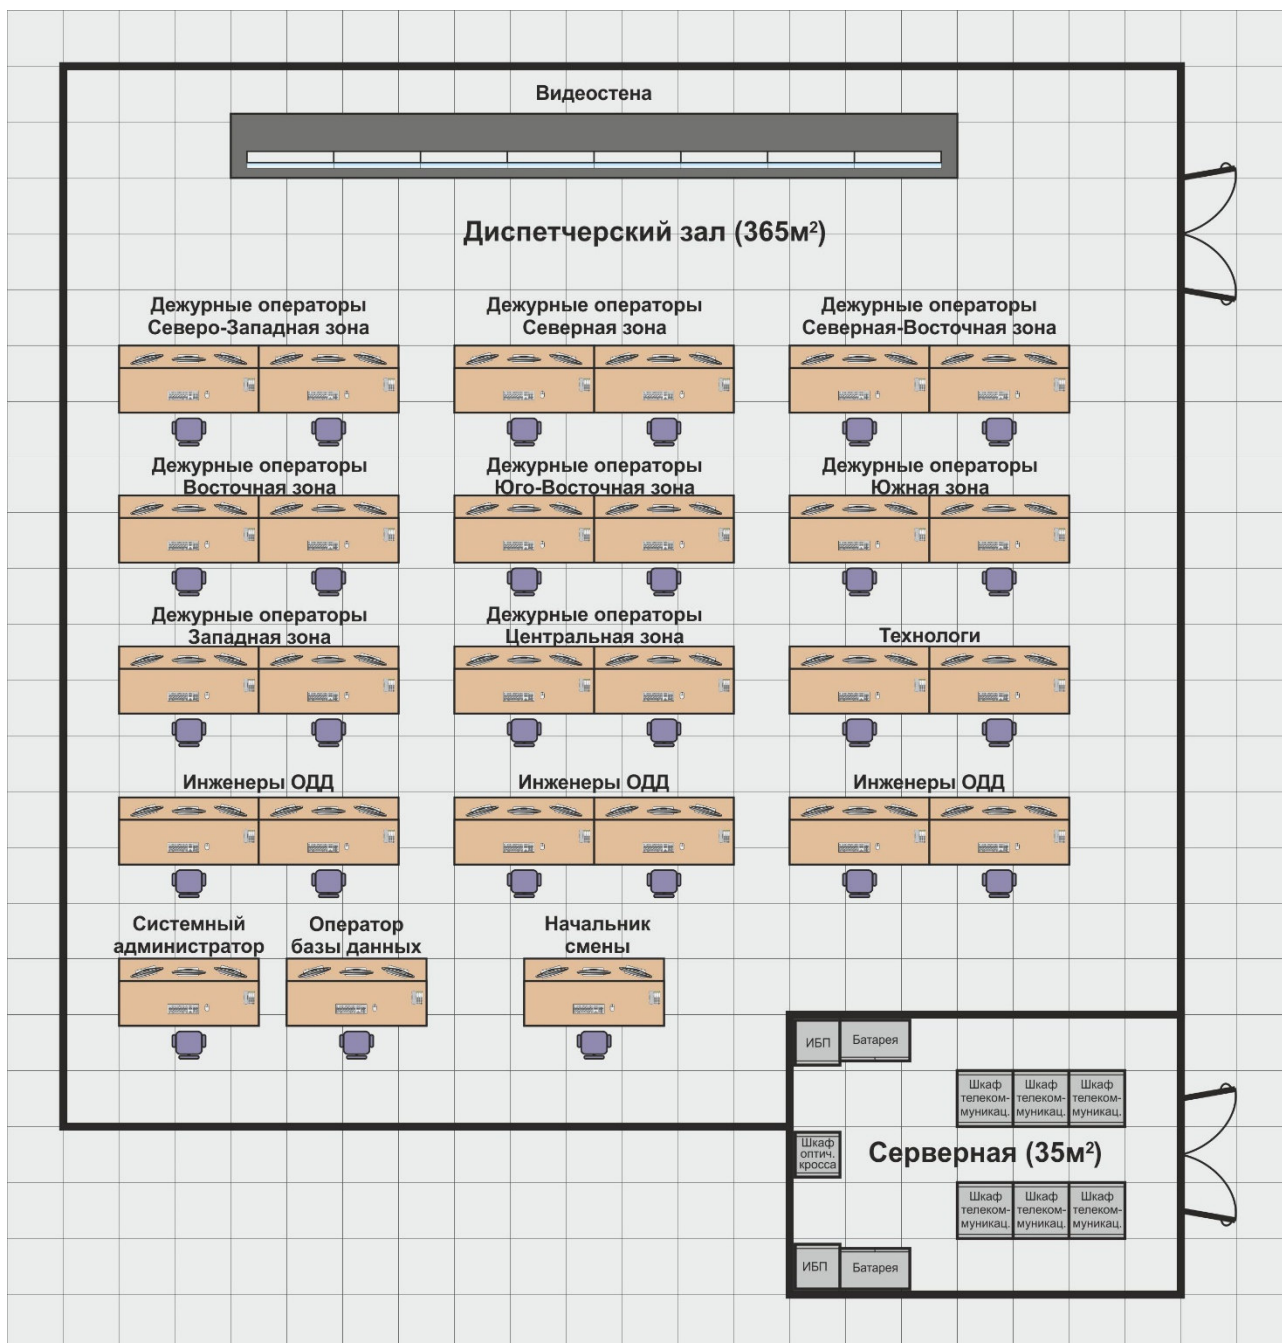 Видеостена
Диспетчерский зал (365м²)
Дежурные операторы
Северо-Западная зона
Дежурные операторы
Северная зона
Дежурные операторы
Северная-Восточная зона
Дежурные операторы
Восточная зона
Дежурные операторы
Юго-Восточная зона
Дежурные операторы
Южная зона
Дежурные операторы
Западная зона
Дежурные операторы
Центральная зона
Технологи
Инженеры ОДД
Инженеры ОДД
Инженеры ОДД
Системный
администратор
Оператор
базы данных
Начальник
смены
ИБП
Батарея
Шкаф
телеком-
муникац.
Шкаф
телеком-
муникац.
Шкаф
телеком-
муникац.
Шкаф
оптич.
кросса
Серверная (35м²)
Шкаф
телеком-
муникац.
Шкаф
телеком-
муникац.
Шкаф
телеком-
муникац.
ИБП
Батарея